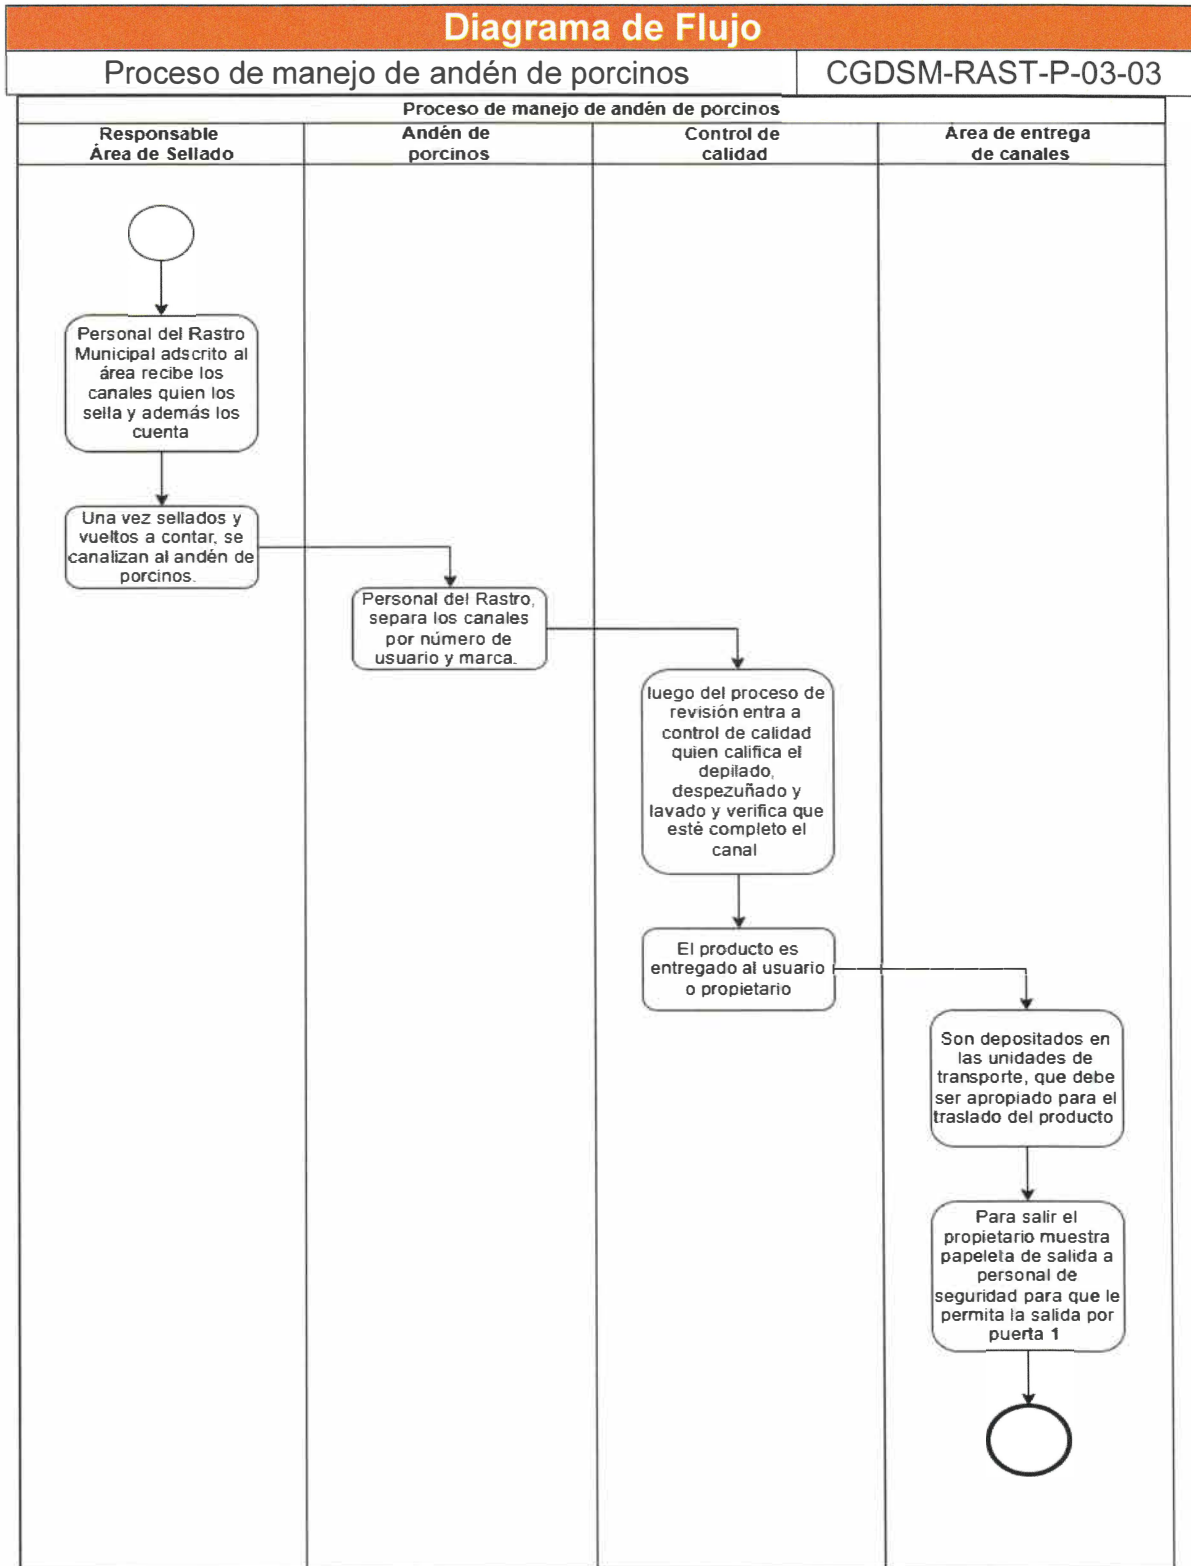 Diagrama de Flujo
Proceso de manejo de andén de porcinos
CGDSM-RAST-P-03-03
Proceso de manejo de andén de porcinos
Responsable
Área de Sellado
Andén de
porcinos
Control de
calidad
Área de entrega
de canales
Personal del Rastro
Municipal adscrito al
área recibe los
canales quien los
sella y además los
cuenta
Una vez sellados y
vueltos a contar, se
canalizan al andén de
porcinos.
Personal del Rastro,
separa los canales
por número de
usuario y marca.
luego del proceso de
revisión entra a
control de calidad
quien califica el
depilado,
despezuñado y
lavado y verifica que
esté completo el
canal
El producto es
entregado al usuario
o propietario
Son depositados en
las unidades de
transporte, que debe
ser apropiado para el
traslado del producto
Para salir el
propietario muestra
papeleta de salida a
personal de
seguridad para que le
permita la salida por
puerta 1